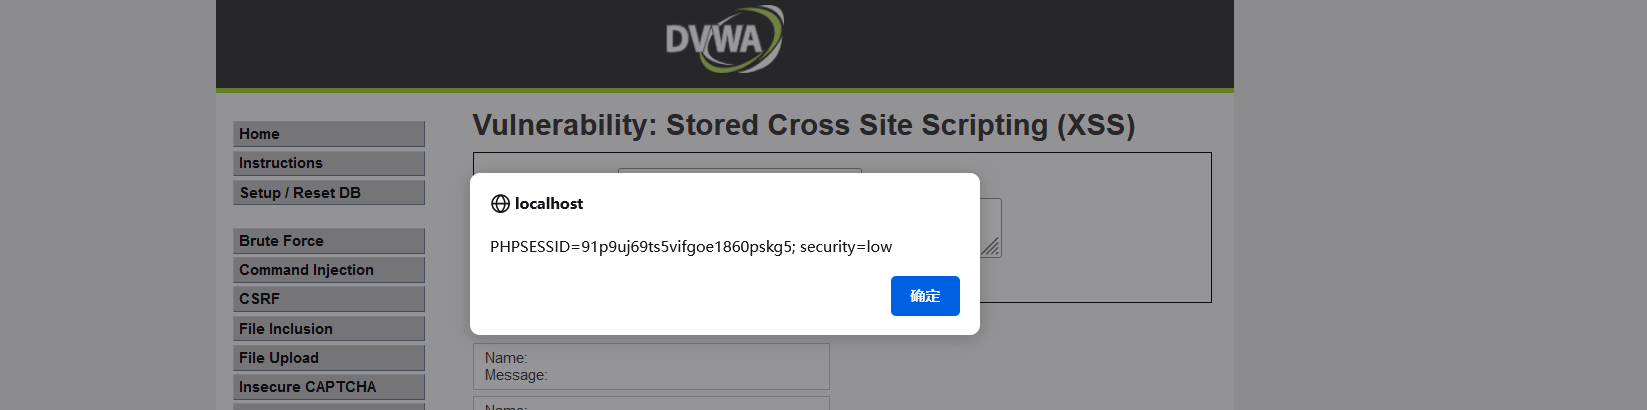 DVWA
Vulnerability: Stored Cross Site Scripting (XSS)
Home
Instructions
Setup / Reset DB
Brute Force
Command Injection
CSRF
File Inclusion
File Upload
Insecure CAPTCHA
localhost
PHPSESSID=91p9uj69ts5vifgoe1860pskg5; security=low
确定
Name:
Message:
Name: